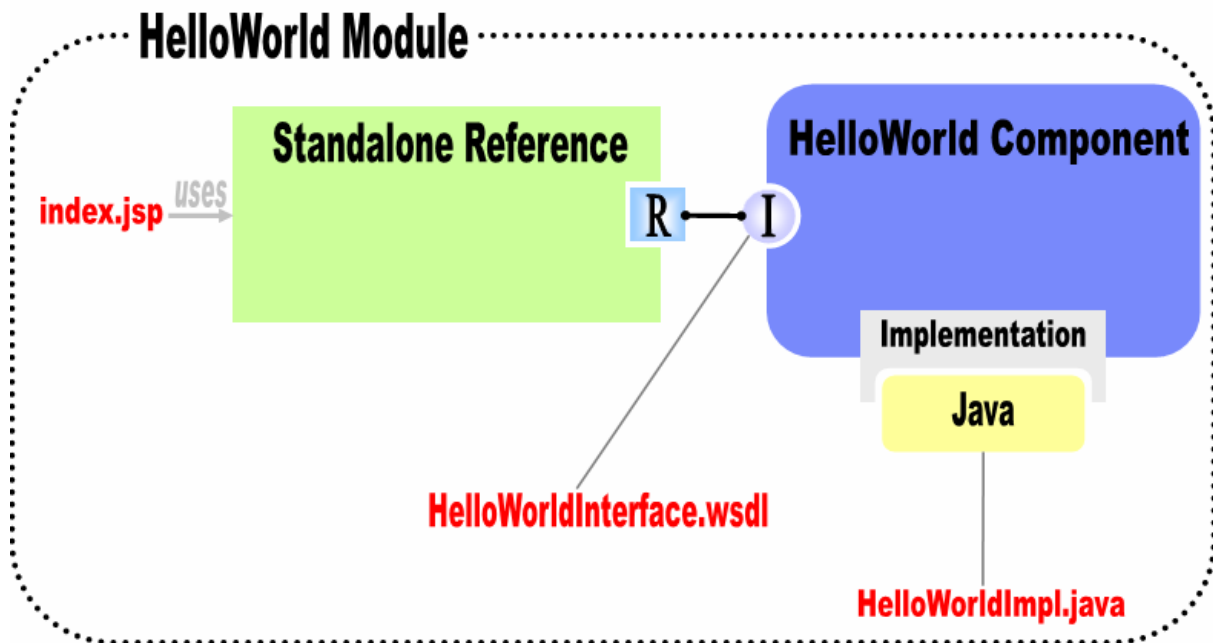 HelloWorld Module
Standalone Reference
HelloWorld Component
index.jsp
uses
R
I
Implementation
Java
HelloWorldInterface.wsdl
HelloWorldImpl.java